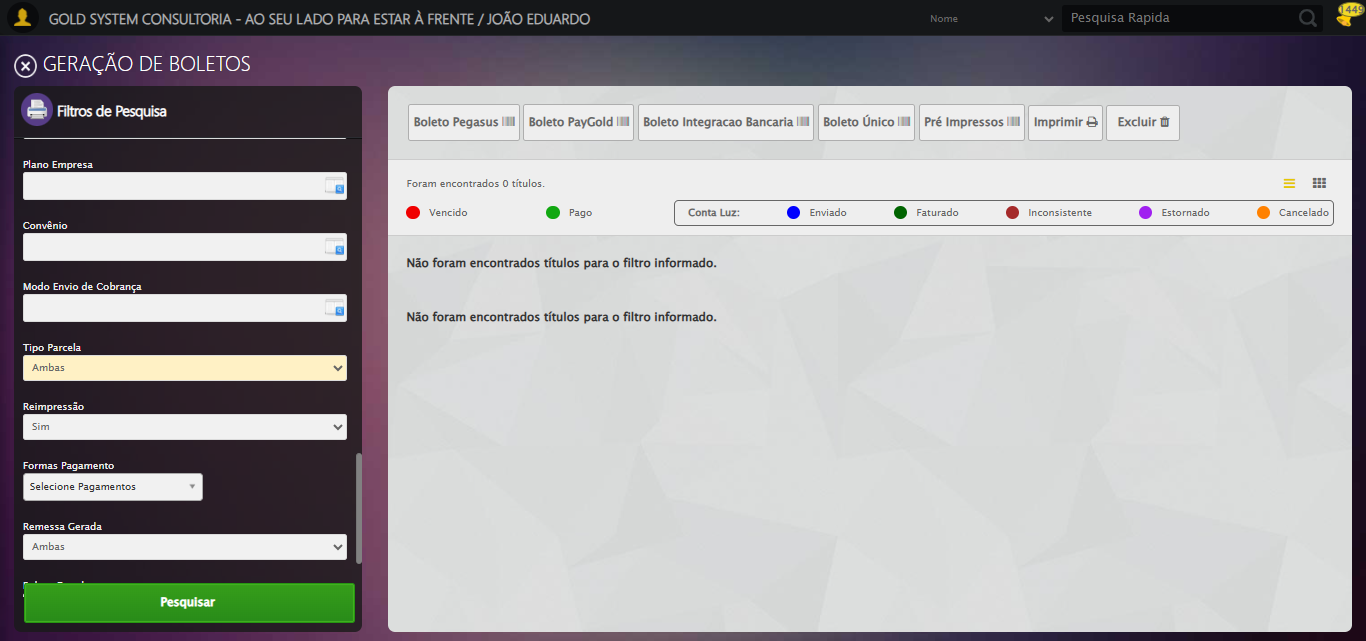 GOLD SYSTEM CONSULTORIA - AO SEU LADO PARA ESTAR À FRENTE / JOÃO EDUARDO
Nome
Pesquisa Rapida
1449
GERAÇÃO DE BOLETOS
Filtros de Pesquisa
Plano Empresa
Convênio
Modo Envio de Cobrança
Tipo Parcela
Ambas
Reimpressão
Sim
Formas Pagamento
Selecione Pagamentos
Remessa Gerada
Ambas
Pesquisar
Boleto Pegasus
Boleto PayGold
Boleto Integracao Bancaria
Boleto Único
Pré Impressos
Imprimir
Excluir
Foram encontrados 0 títulos.
Vencido
Pago
Conta Luz:
Enviado
Faturado
Inconsistente
Estornado
Cancelado
Não foram encontrados títulos para o filtro informado.
Não foram encontrados títulos para o filtro informado.